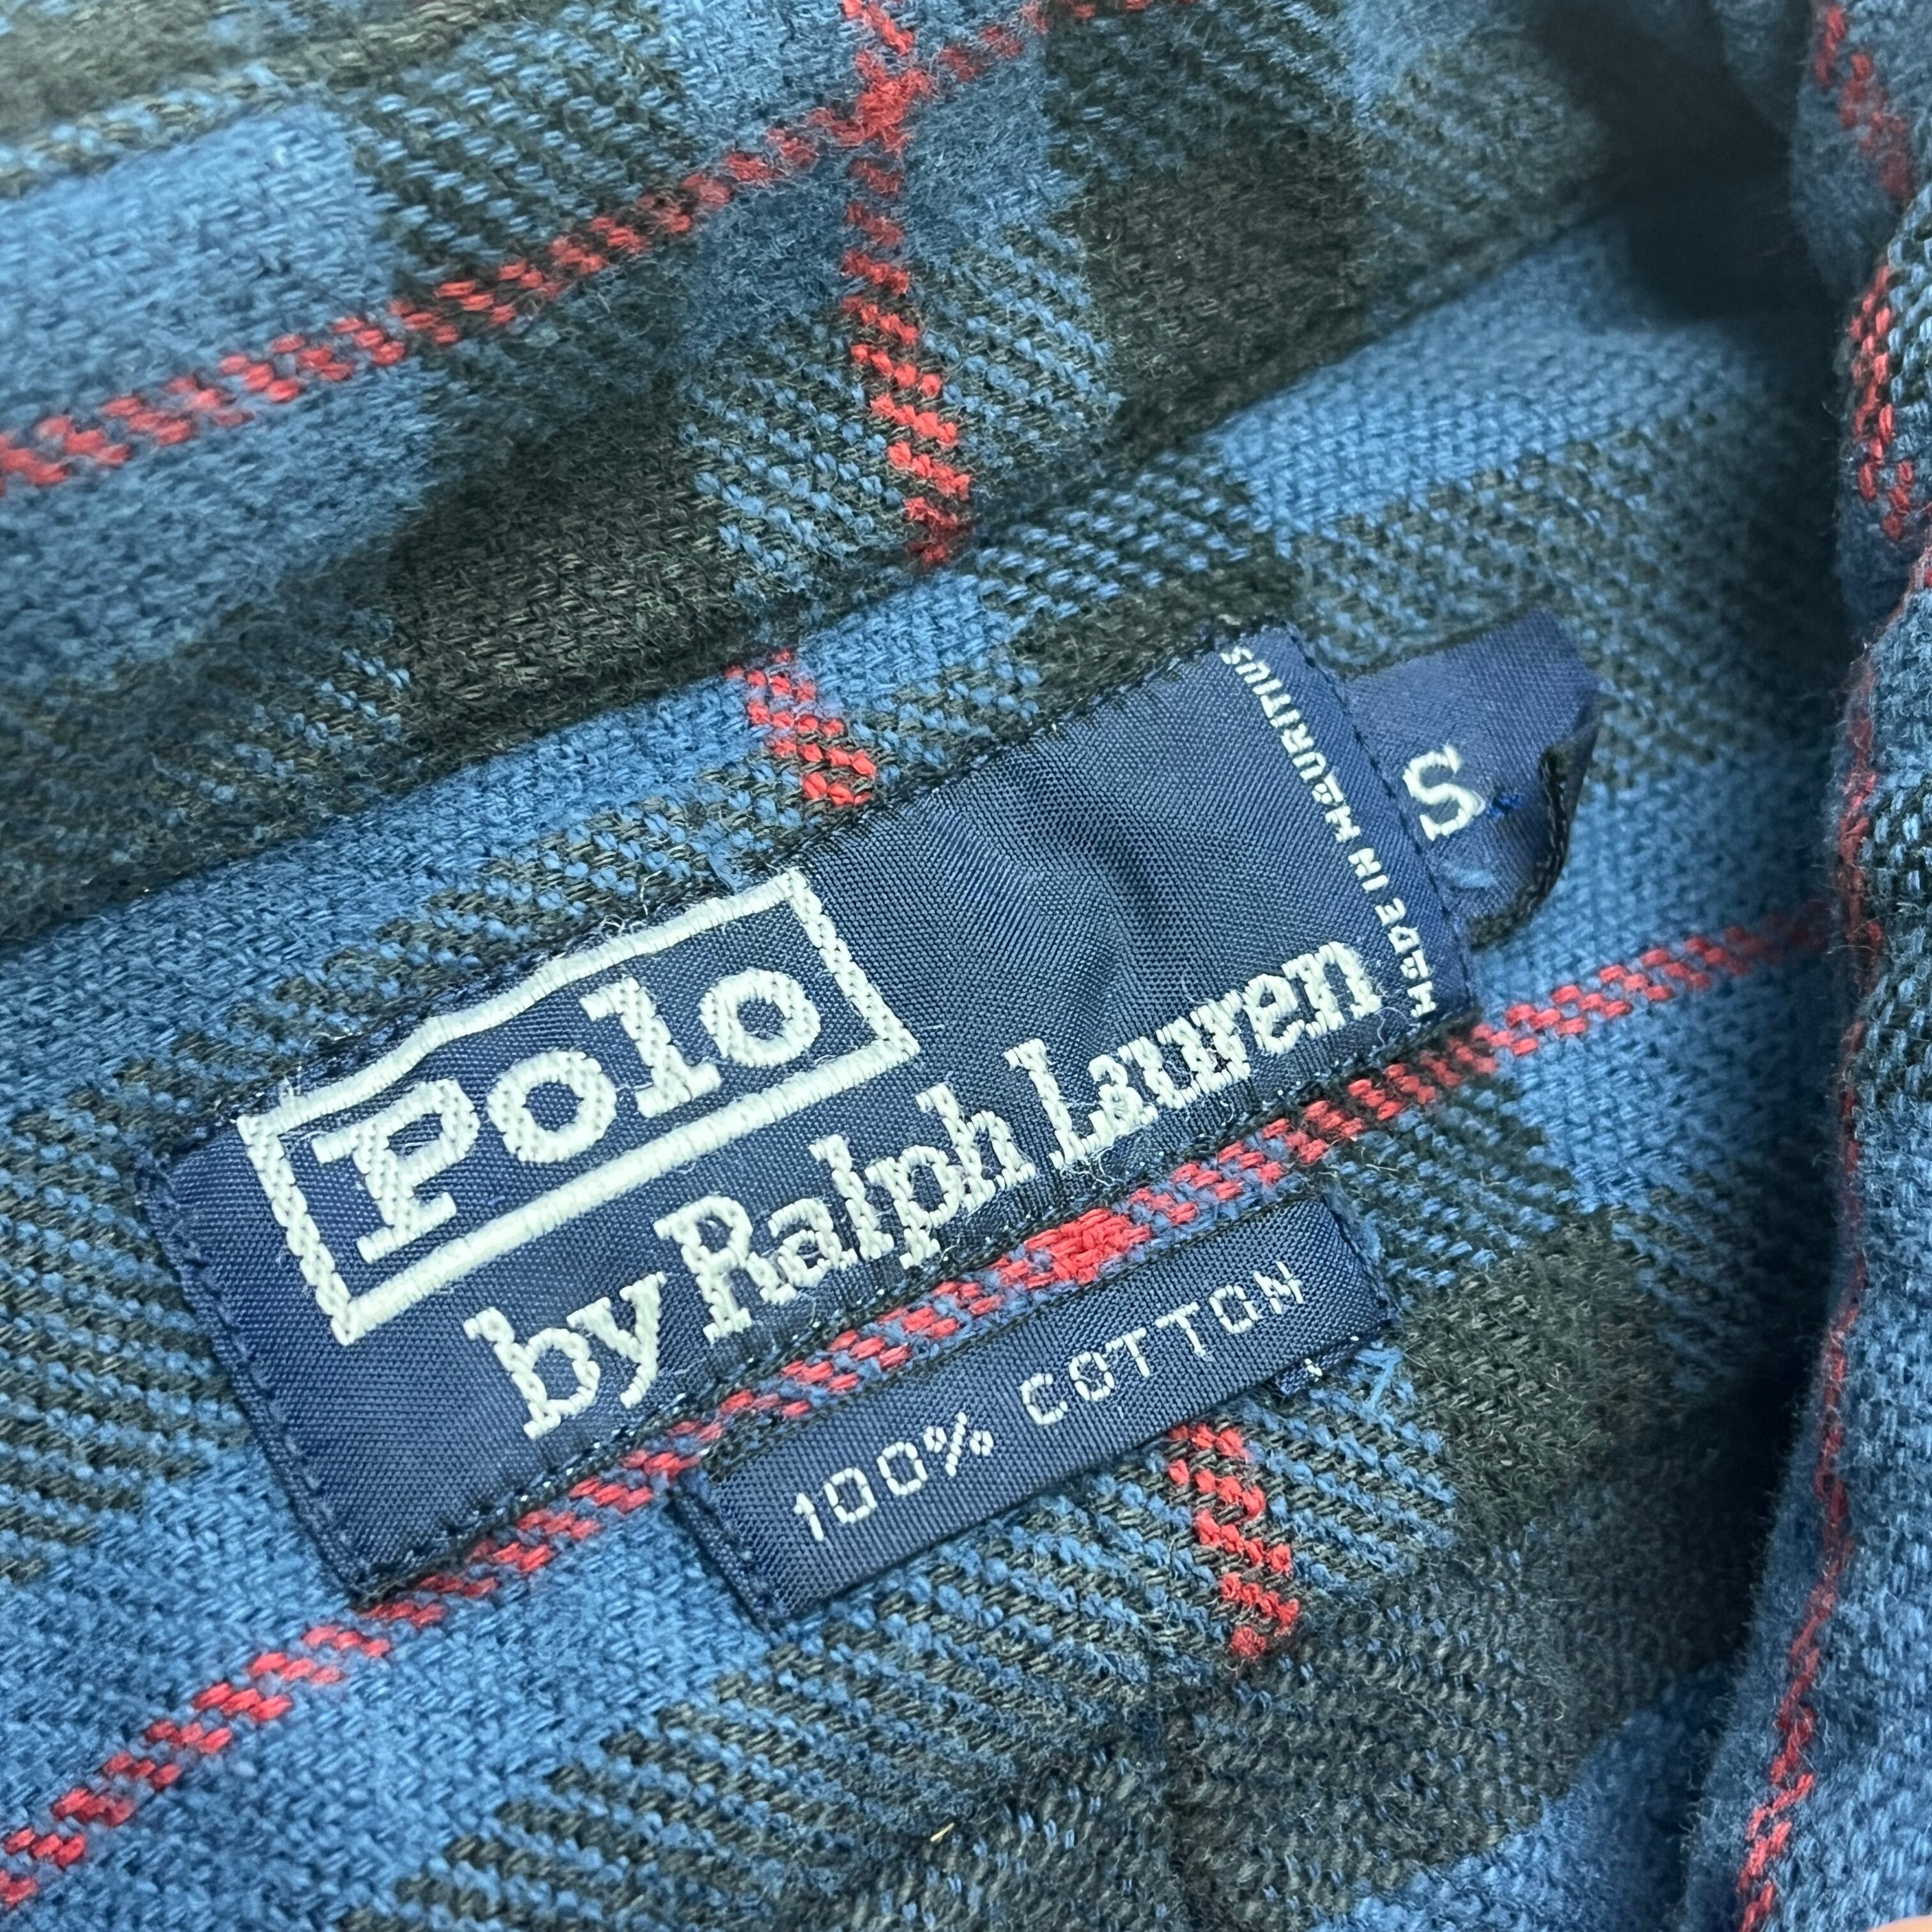 Polo
by Ralph Lauren
MADE IN MAURITIUS
S
100% COTTON